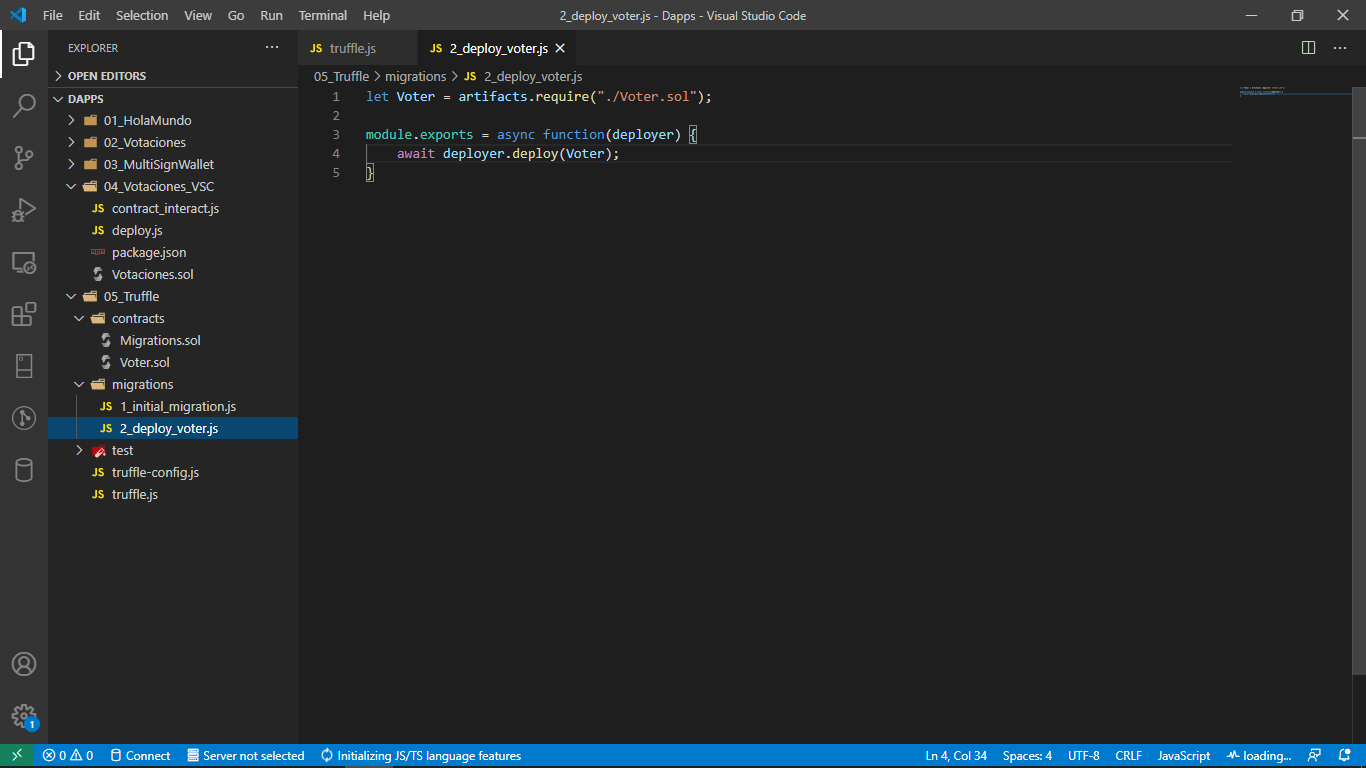 File Edit Selection View Go Run Terminal Help 2_deploy_voter.js - Dapps - Visual Studio Code
EXPLORER
OPEN EDITORS
DAPPS
01_HolaMundo
02_Votaciones
03_MultiSignWallet
04_Votaciones_VSC
JS contract_interact.js
JS deploy.js
package.json
Votaciones.sol
05_Truffle
contracts
Migrations.sol
Voter.sol
migrations
JS 1_initial_migration.js
JS 2_deploy_voter.js
test
JS truffle-config.js
JS truffle.js
1
JS truffle.js JS 2_deploy_voter.js
05_Truffle > migrations > JS 2_deploy_voter.js
1 let Voter = artifacts.require("./Voter.sol");
2
3 module.exports = async function(deployer) {
4 await deployer.deploy(Voter);
5 }
0 0 Connect Server not selected Initializing JS/TS language features Ln 4, Col 34 Spaces: 4 UTF-8 CRLF JavaScript loading...